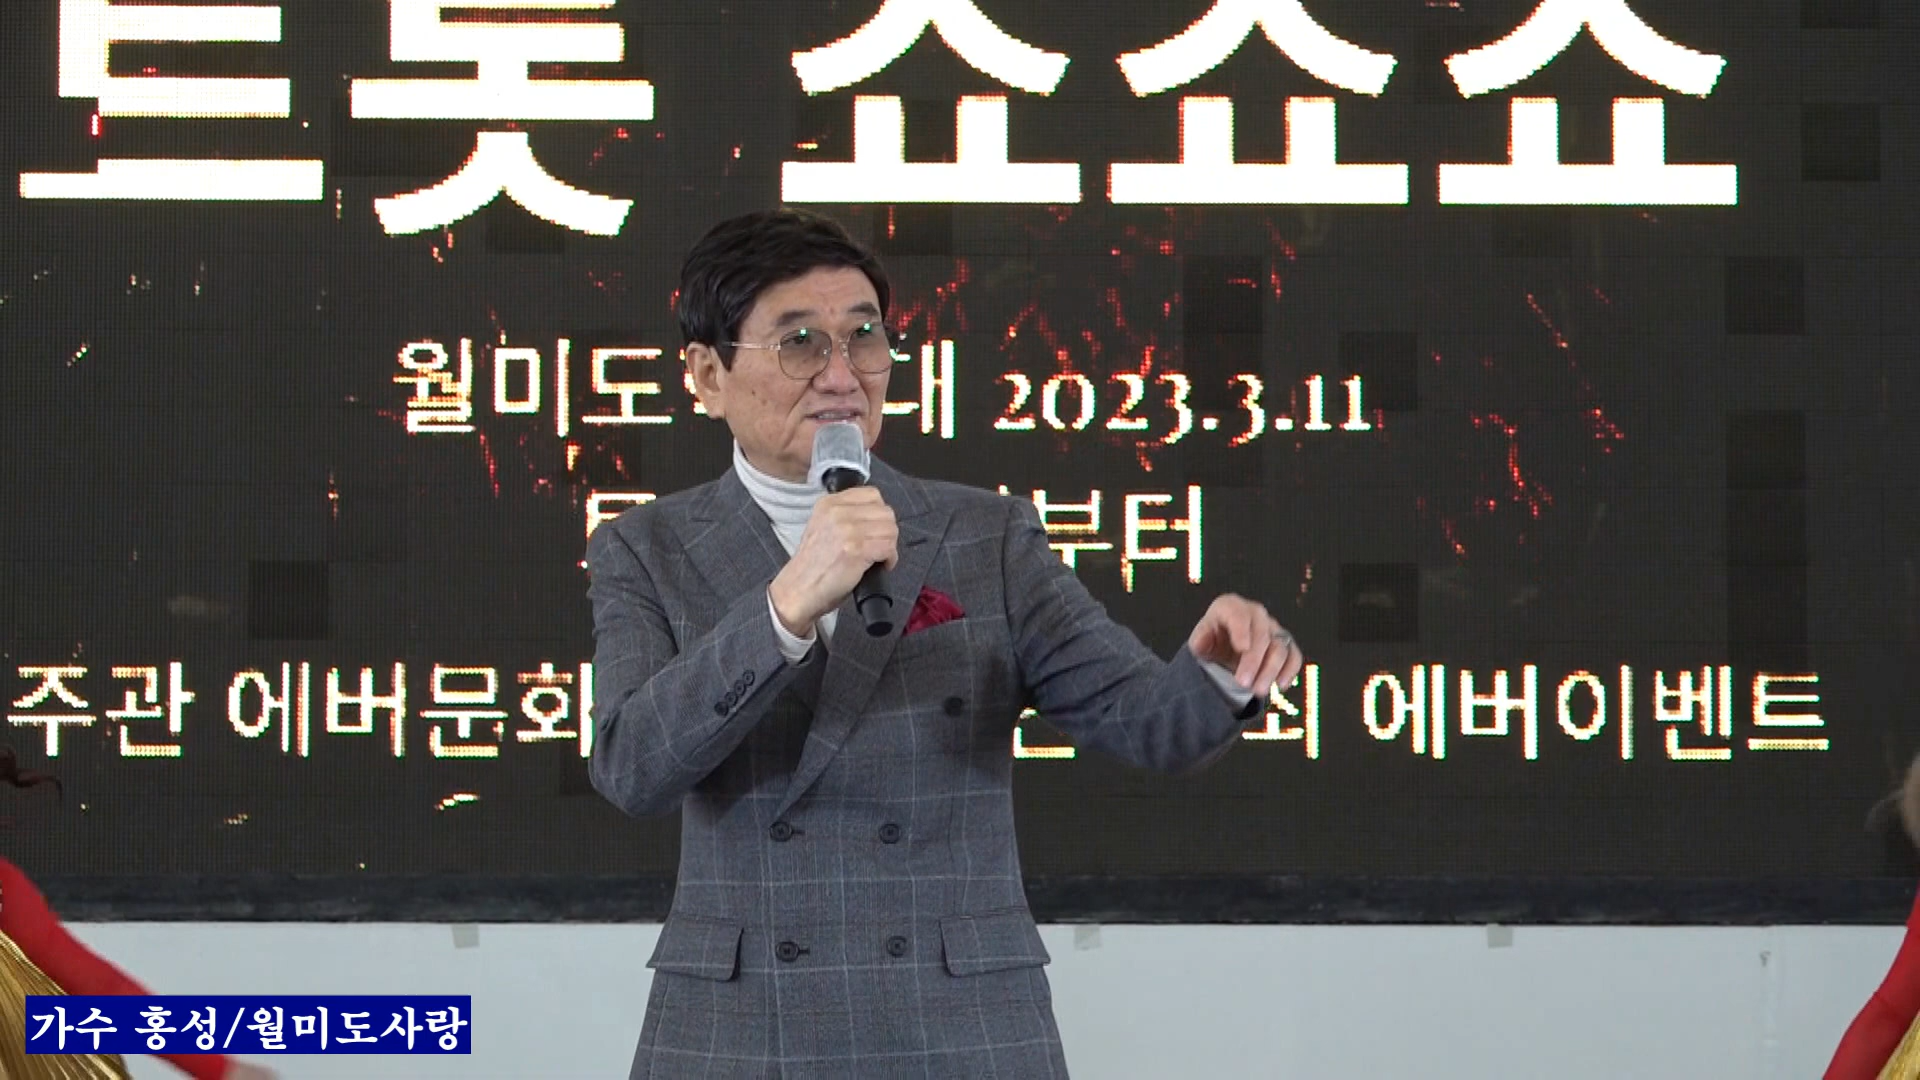 트롯 쇼쇼쇼
월미도 대 2023.3.11
부터
주관 에버문화 최 에버이벤트
가수 홍성/월미도사랑